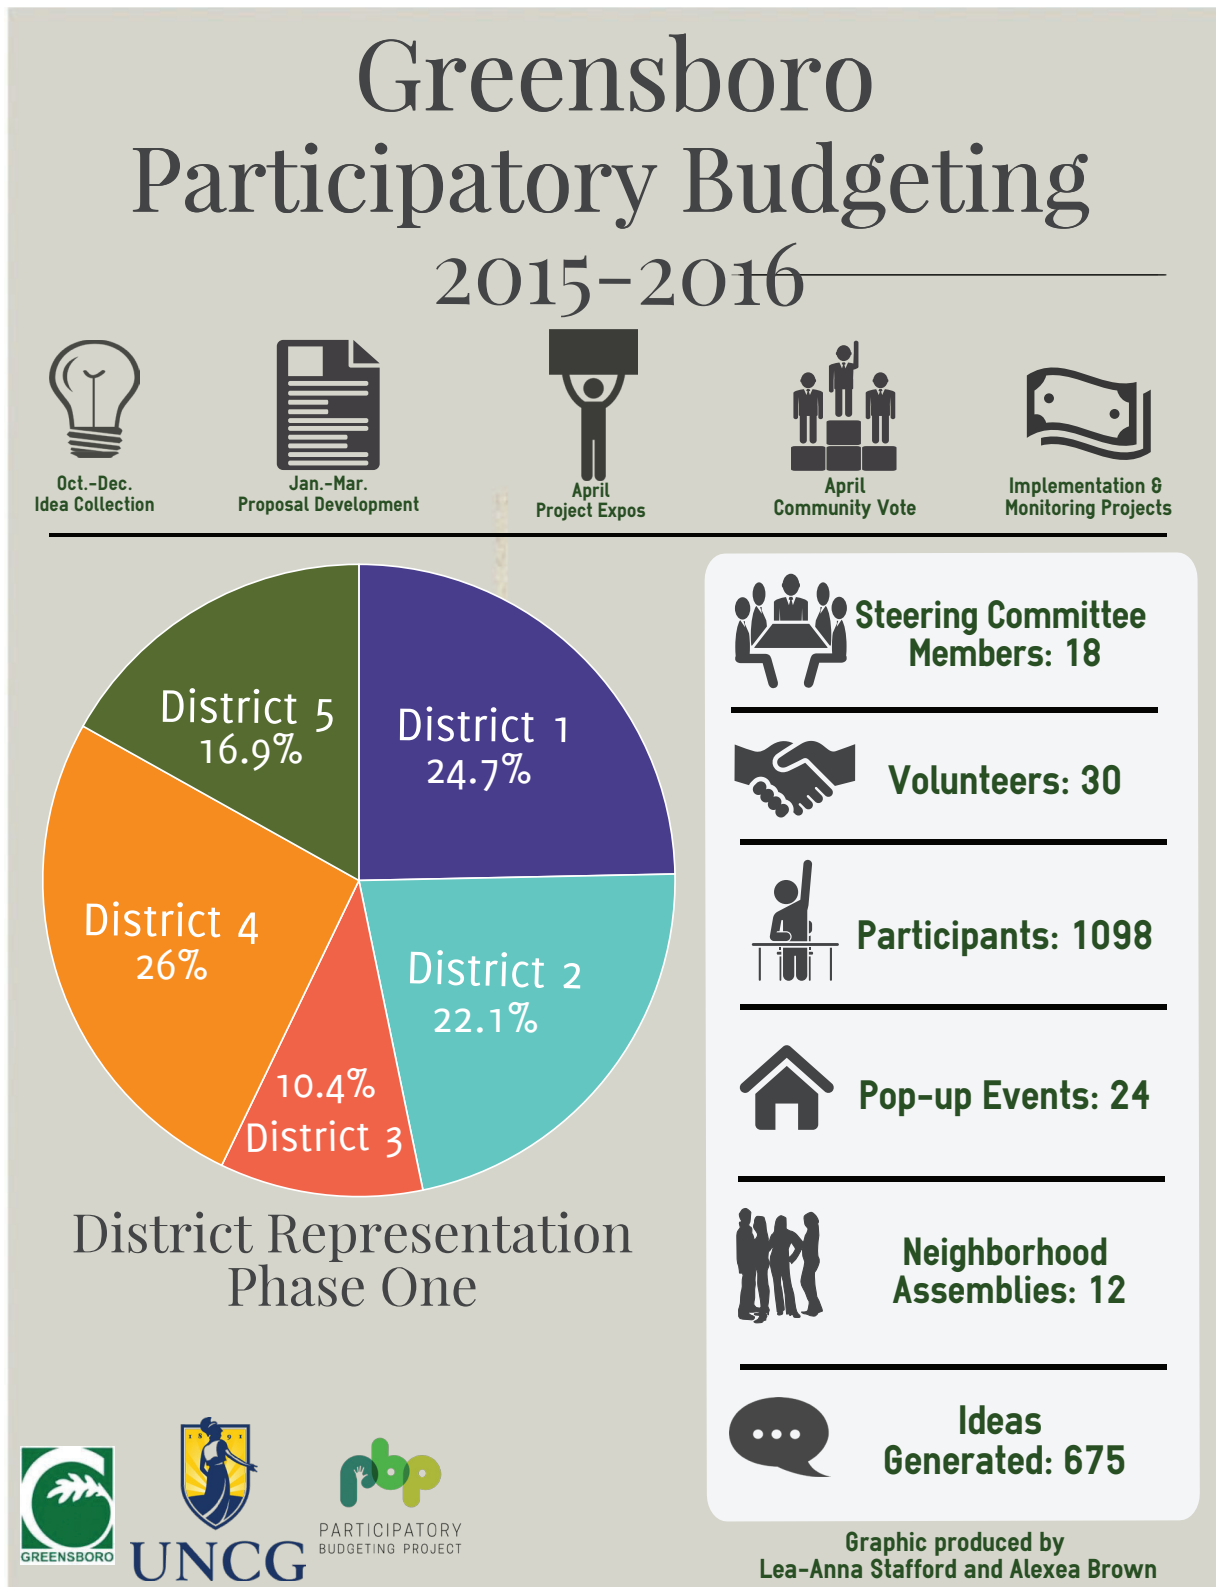 Greensboro
Participatory Budgeting
2015-2016
Oct.-Dec.
Idea Collection
Jan.-Mar.
Proposal Development
April
Project Expos
April
Community Vote
Implementation &
Monitoring Projects
District 5
16.9%
District 1
24.7%
District 4
26%
District 2
22.1%
10.4%
District 3
District Representation
Phase One
Steering Committee
Members: 18
Volunteers: 30
Participants: 1098
Pop-up Events: 24
Neighborhood
Assemblies: 12
Ideas
Generated: 675
GREENSBORO
1891
UNCG
pbp
PARTICIPATORY
BUDGETING PROJECT
Graphic produced by
Lea-Anna Stafford and Alexea Brown